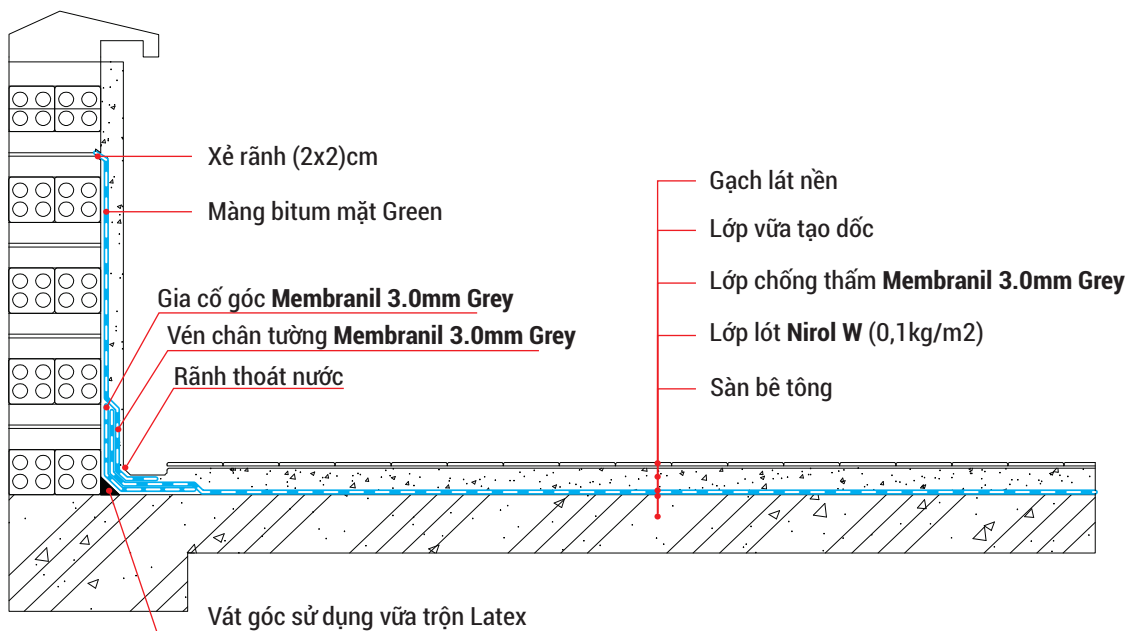 Xẻ rãnh (2x2)cm
Màng bitum mặt Green
Gia cố góc Membranil 3.0mm Grey
Vén chân tường Membranil 3.0mm Grey
Rãnh thoát nước
Gạch lát nền
Lớp vữa tạo dốc
Lớp chống thấm Membranil 3.0mm Grey
Lớp lót Nirol W (0,1kg/m2)
Sàn bê tông
Vát góc sử dụng vữa trộn Latex